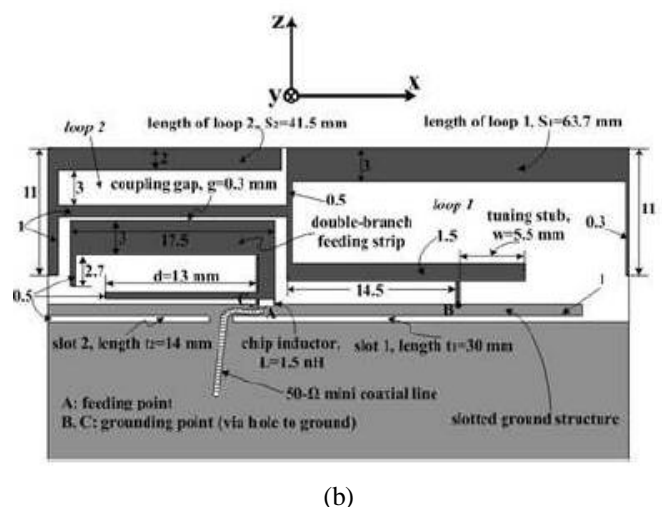 z
y
x
loop 2
length of loop 2, S2=41.5 mm
length of loop 1, S1=63.7 mm
2
3
11
3
coupling gap, g=0.3 mm
0.5
loop 1
tuning stub,
w=5.5 mm
11
0.3
1
17.5
3
double-branch
feeding strip
1.5
2.7
d=13 mm
14.5
0.5
C
A
B
1
slot 2, length t2=14 mm
chip inductor,
L=1.5 nH
slot 1, length t1=30 mm
50-Ω mini coaxial line
A: feeding point
B, C: grounding point (via hole to ground)
slotted ground structure
(b)